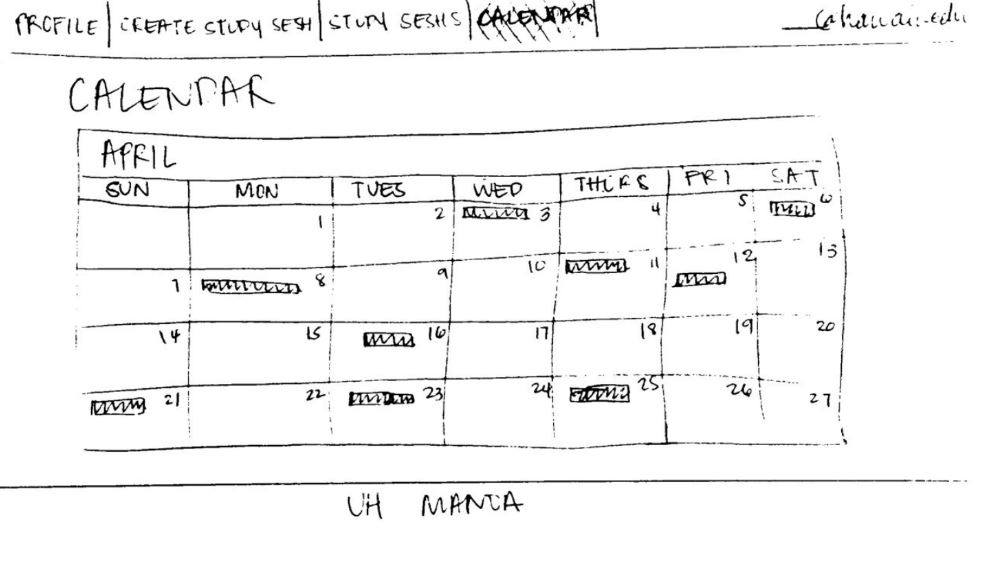 PROFILE | CREATE STUDY SESH | STUDY SESHS | CALENDAR @hawaii.edu
CALENDAR
APRIL
SUN MON TUES WED THURS FRI SAT
1 2 3 4 5 6
7 8 9 10 11 12 13
14 15 16 17 18 19 20
21 22 23 24 25 26 27
UH MANOA